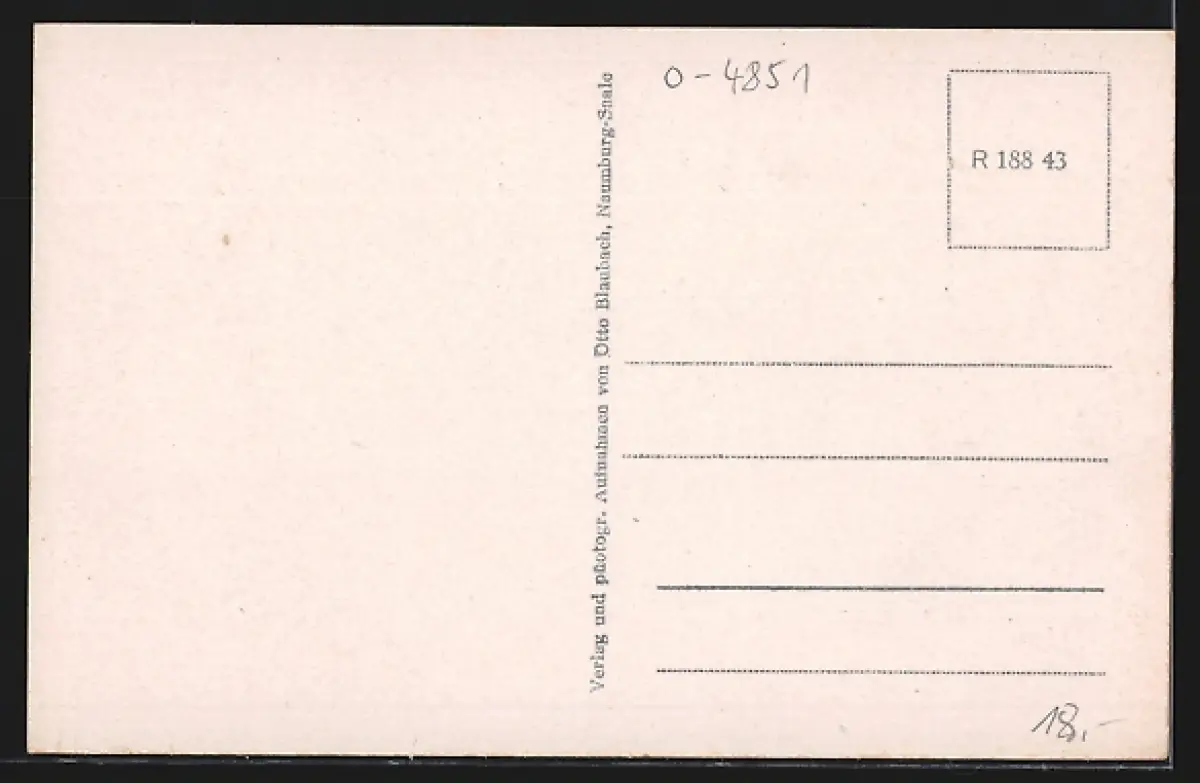 0-4851
R 188 43
Verlag und photogr. Aufnahmen von Otto Blaubach, Naumburg-Saale
18,-